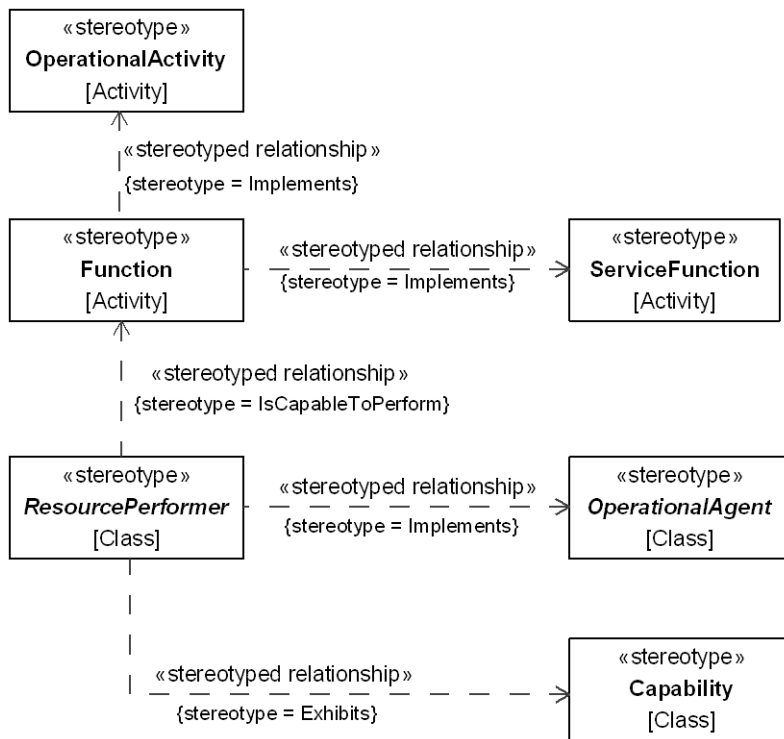 «stereotype»
OperationalActivity
[Activity]
«stereotyped relationship»
{stereotype = Implements}
«stereotype»
Function
[Activity]
«stereotyped relationship»
{stereotype = Implements}
«stereotype»
ServiceFunction
[Activity]
«stereotyped relationship»
{stereotype = IsCapableToPerform}
«stereotype»
ResourcePerformer
[Class]
«stereotyped relationship»
{stereotype = Implements}
«stereotype»
OperationalAgent
[Class]
«stereotyped relationship»
{stereotype = Exhibits}
«stereotype»
Capability
[Class]